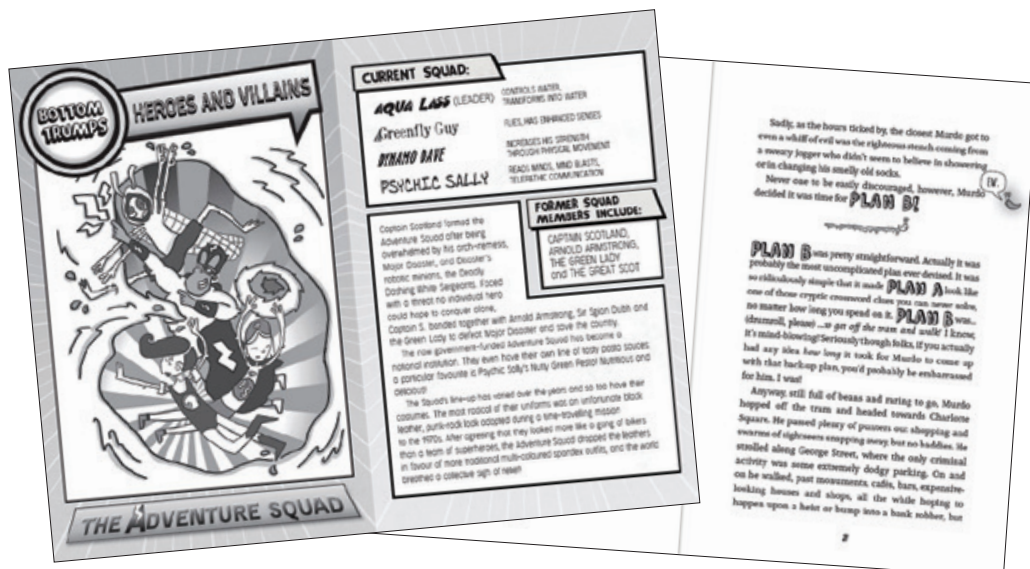 BOTTOM
TRUMPS
HEROES AND VILLAINS
THE ADVENTURE SQUAD
CURRENT SQUAD:
AQUA LASS (LEADER)
CONTROLS WATER,
TRANSFORMS INTO WATER
Greenfly Guy
FLIES, HAS ENHANCED SENSES
DYNAMO DAVE
INCREASES HIS STRENGTH
THROUGH PHYSICAL MOVEMENT
PSYCHIC SALLY
READS MINDS, MIND BLASTS,
TELEPATHIC COMMUNICATION
FORMER SQUAD
MEMBERS INCLUDE:
CAPTAIN SCOTLAND,
ARNOLD ARMSTRONG,
THE GREEN LADY
and THE GREAT SCOT
Captain Scotland formed the
Adventure Squad after being
overwhelmed by his arch-nemesis,
Major Disaster, and Disaster's
robotic minions, the Deadly
Dashing White Sergeants. Faced
with a threat no individual hero
could hope to conquer alone,
Captain S. banded together with Arnold Armstrong, Sir Sgian Dubh and
the Green Lady to defeat Major Disaster and save the country.
The now government-funded Adventure Squad has become a
national institution. They even have their own line of tasty pasta sauces;
a particular favourite is Psychic Sally's Nutty Green Pesto! Nutritious and
delicious!
The Squad's line-up has varied over the years and so too have their
costumes. The most radical of their uniforms was an unfortunate black
leather, punk-rock look adopted during a time-travelling mission
to the 1970s. After agreeing that they looked more like a gang of bikers
than a team of superheroes, the Adventure Squad dropped the leathers
in favour of more traditional multi-coloured spandex outfits, and the world
breathed a collective sigh of relief!
Sadly, as the hours ticked by, the closest Murdo got to
even a whiff of evil was the righteous stench coming from
a sweaty jogger who didn't seem to believe in showering
or in changing his smelly old socks.
EW.
Never one to be easily discouraged, however, Murdo
decided it was time for PLAN B!
PLAN B was pretty straightforward. Actually it was
probably the most uncomplicated plan ever devised. It was
so ridiculously simple that it made PLAN A look like
one of those cryptic crossword clues you can never solve,
no matter how long you spend on it. PLAN B was...
(drumroll, please) ...to get off the tram and walk! I know,
it's mind-blowing! Seriously though folks, if you actually
had any idea how long it took for Murdo to come up
with that back-up plan, you'd probably be embarrassed
for him. I was!
Anyway, still full of beans and raring to go, Murdo
hopped off the tram and headed towards Charlotte
Square. He passed plenty of punters out shopping and
swarms of sightseers snapping away, but no baddies. He
strolled along George Street, where the only criminal
activity was some extremely dodgy parking. On and
on he walked, past monuments, cafés, bars, expensive-
looking houses and shops, all the while hoping to
happen upon a heist or bump into a bank robber, but